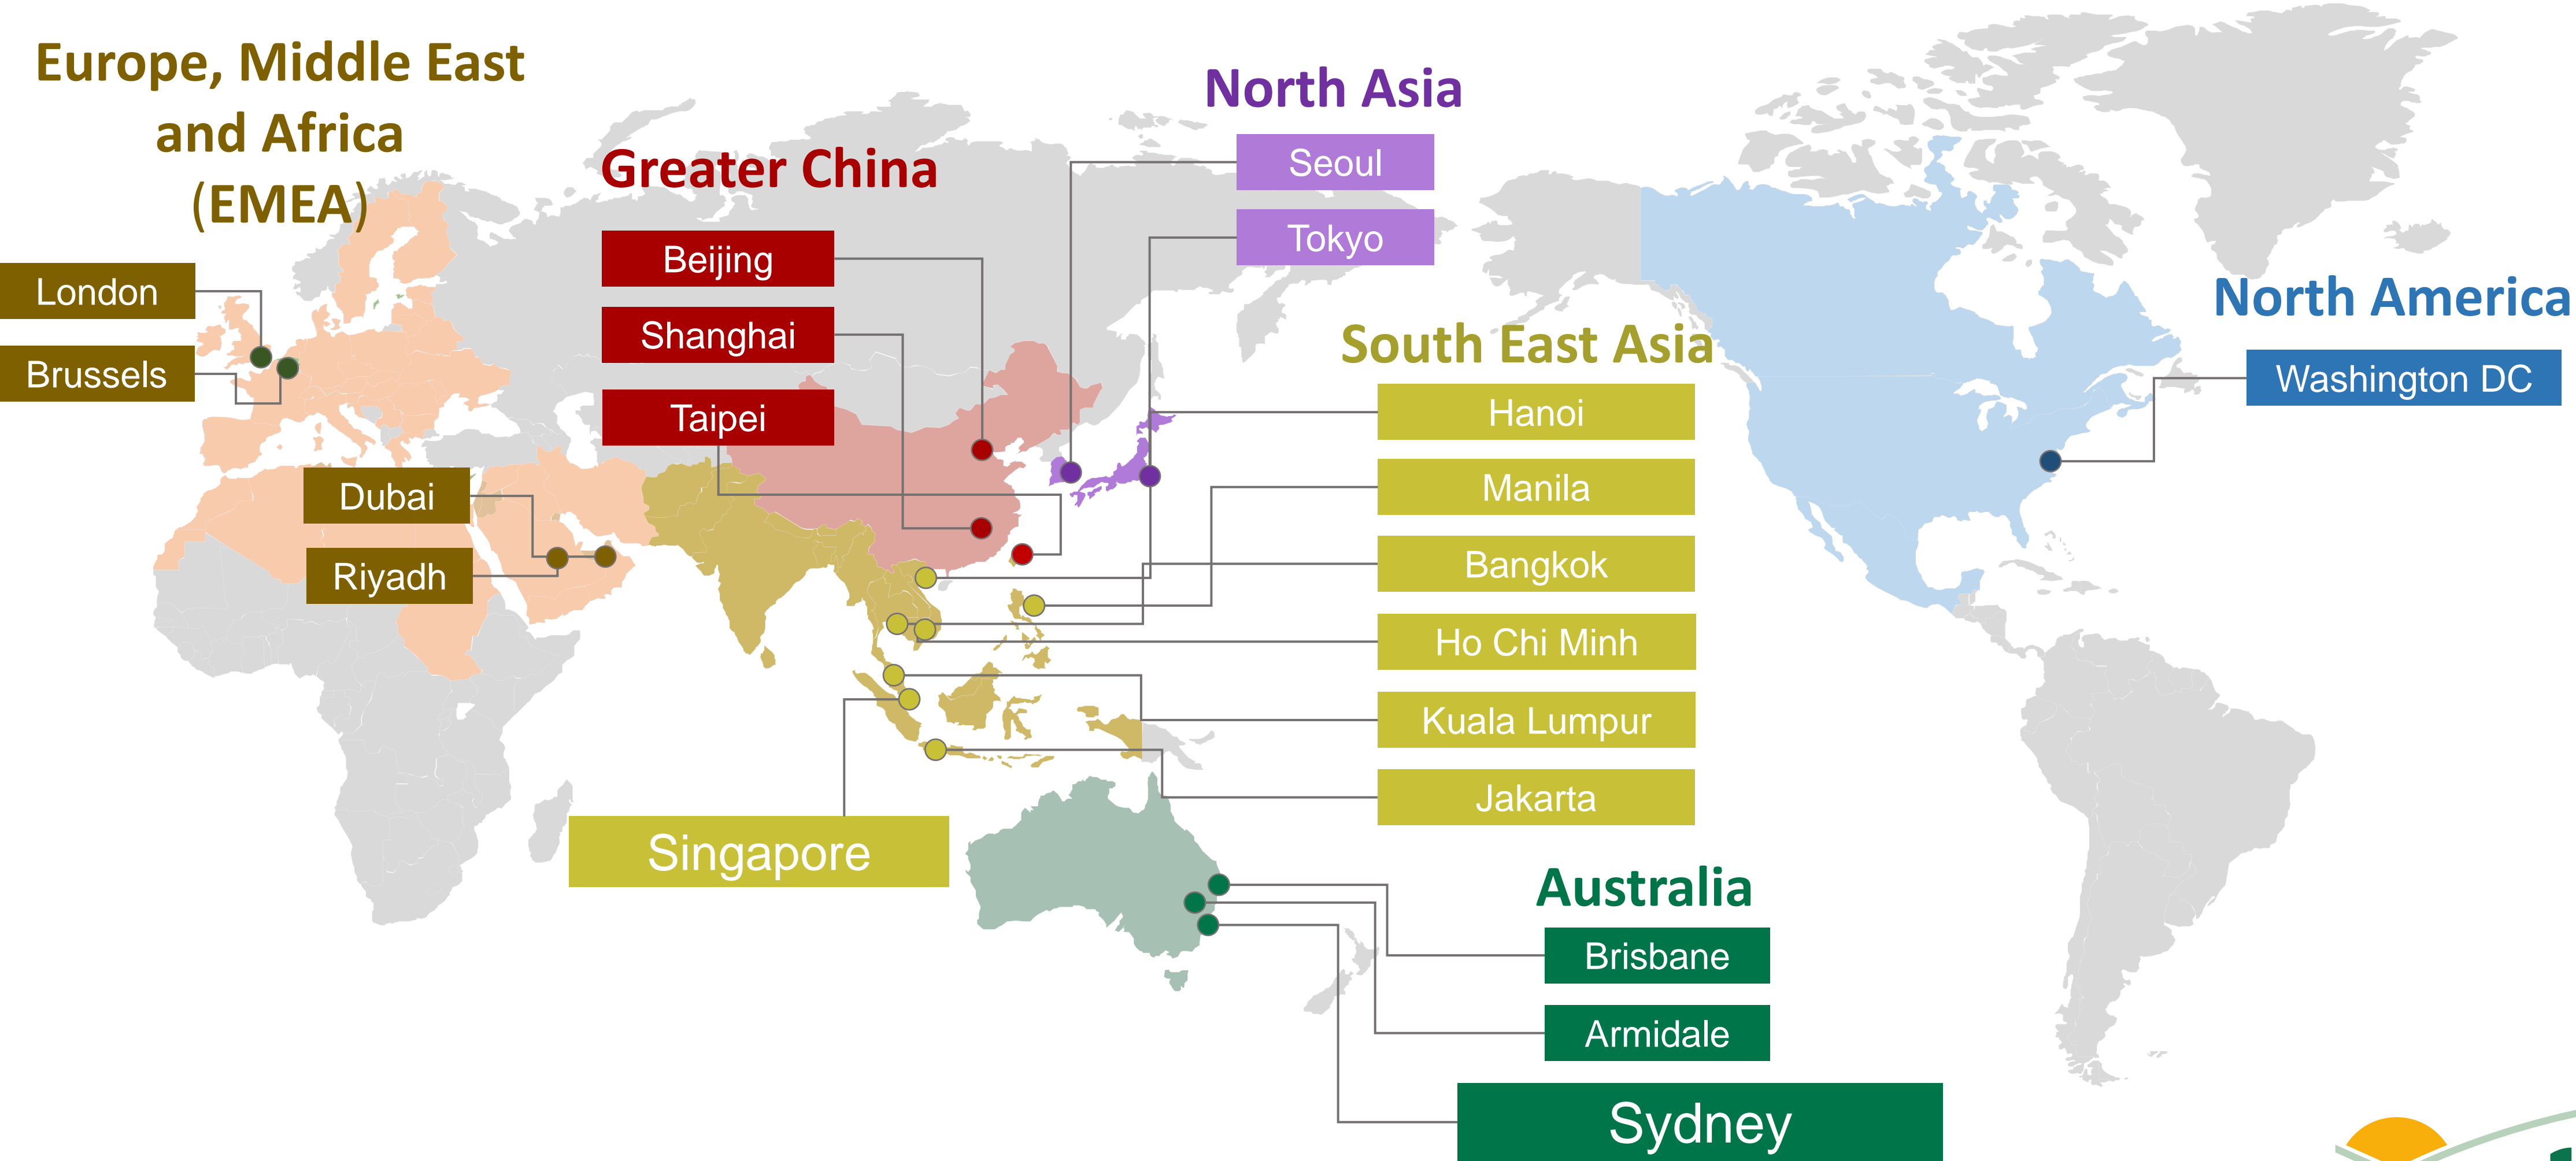 Europe, Middle East
and Africa
(EMEA)
London
Brussels
Dubai
Riyadh
Greater China
Beijing
Shanghai
Taipei
North Asia
Seoul
Tokyo
South East Asia
Hanoi
Manila
Bangkok
Ho Chi Minh
Kuala Lumpur
Jakarta
Singapore
Australia
Brisbane
Armidale
Sydney
North America
Washington DC